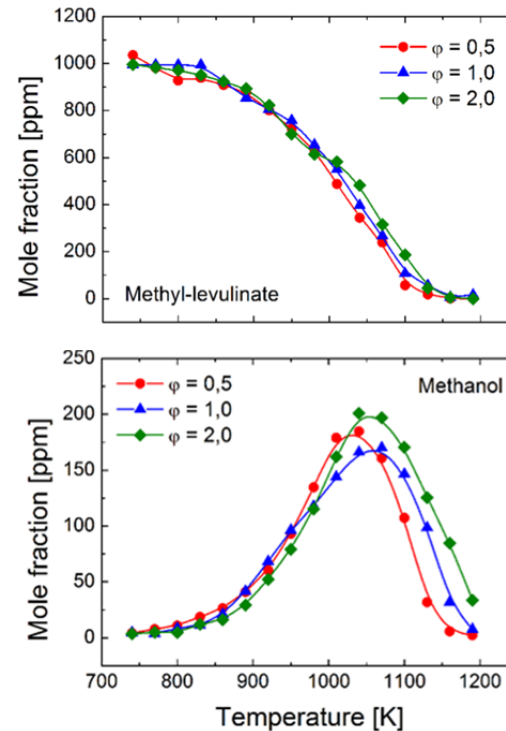 1200
1000
800
600
400
200
0
Mole fraction [ppm]
φ = 0,5
φ = 1,0
φ = 2,0
Methyl-levulinate
250
200
150
100
50
0
Mole fraction [ppm]
φ = 0,5
φ = 1,0
φ = 2,0
Methanol
700 800 900 1000 1100 1200
Temperature [K]